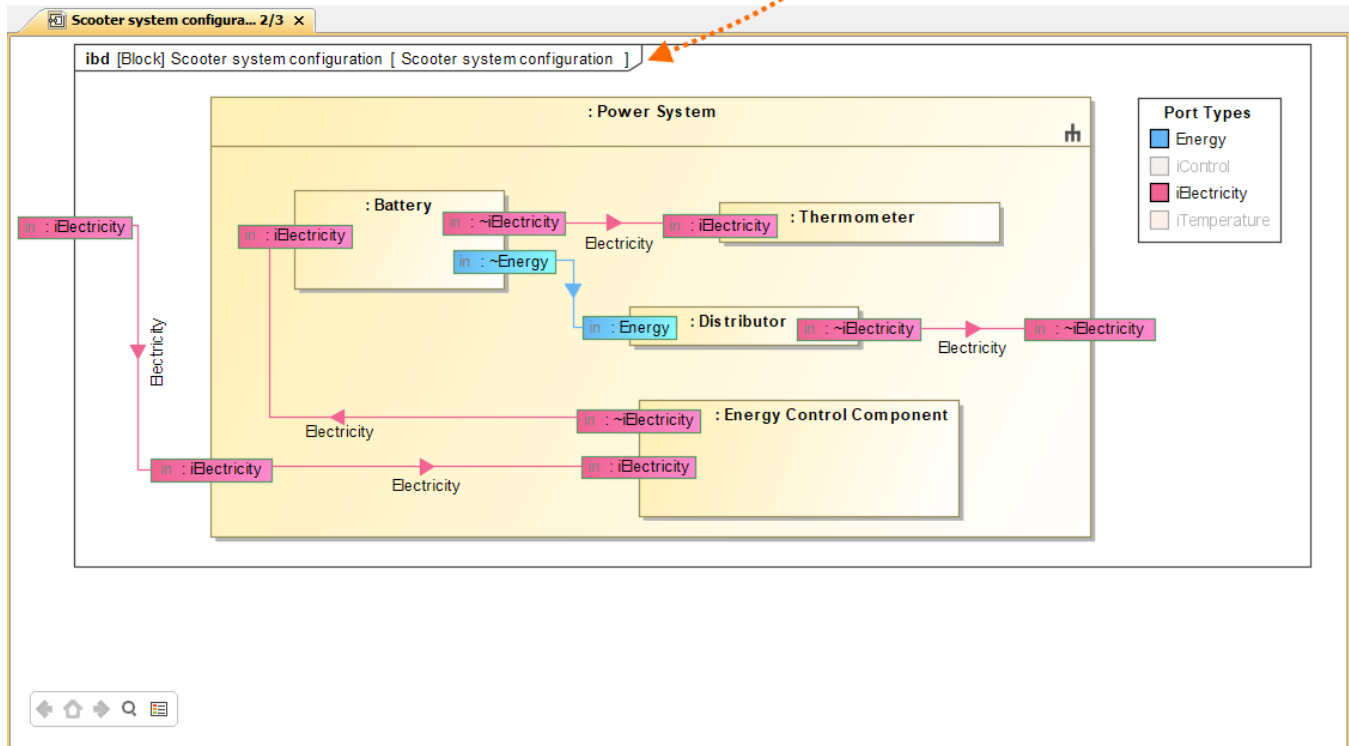 Scooter system configura... 2/3 ×
ibd [Block] Scooter system configuration [ Scooter system configuration ]
: Power System
Port Types
Energy
iControl
iElectricity
iTemperature
: Battery
in : ~iElectricity
in : iElectricity
: Thermometer
in : iElectricity
in : iElectricity
Electricity
in : ~Energy
in : Energy
: Distributor
in : ~iElectricity
in : ~iElectricity
Electricity
Electricity
in : ~iElectricity
: Energy Control Component
Electricity
in : iElectricity
in : iElectricity
Electricity